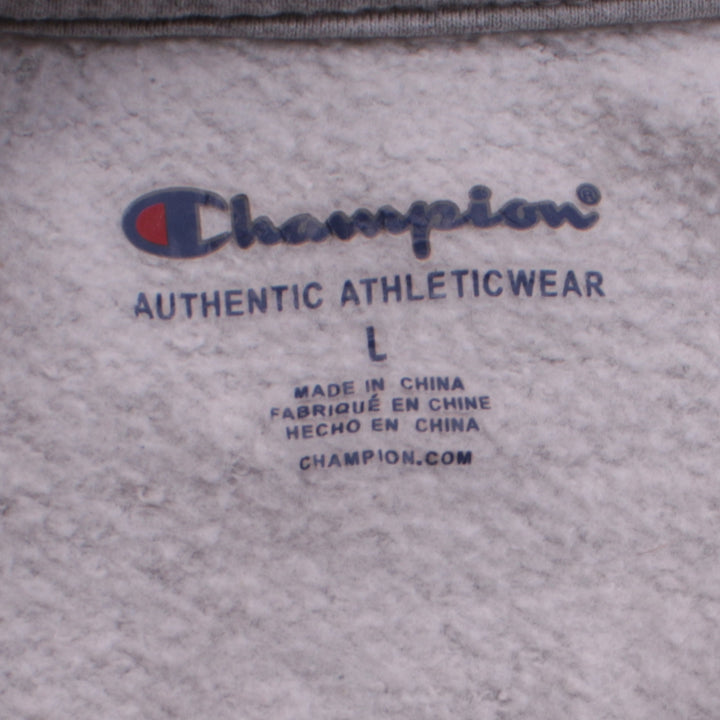 Champion®
AUTHENTIC ATHLETICWEAR
L
MADE IN CHINA
FABRIQUÉ EN CHINE
HECHO EN CHINA
CHAMPION.COM